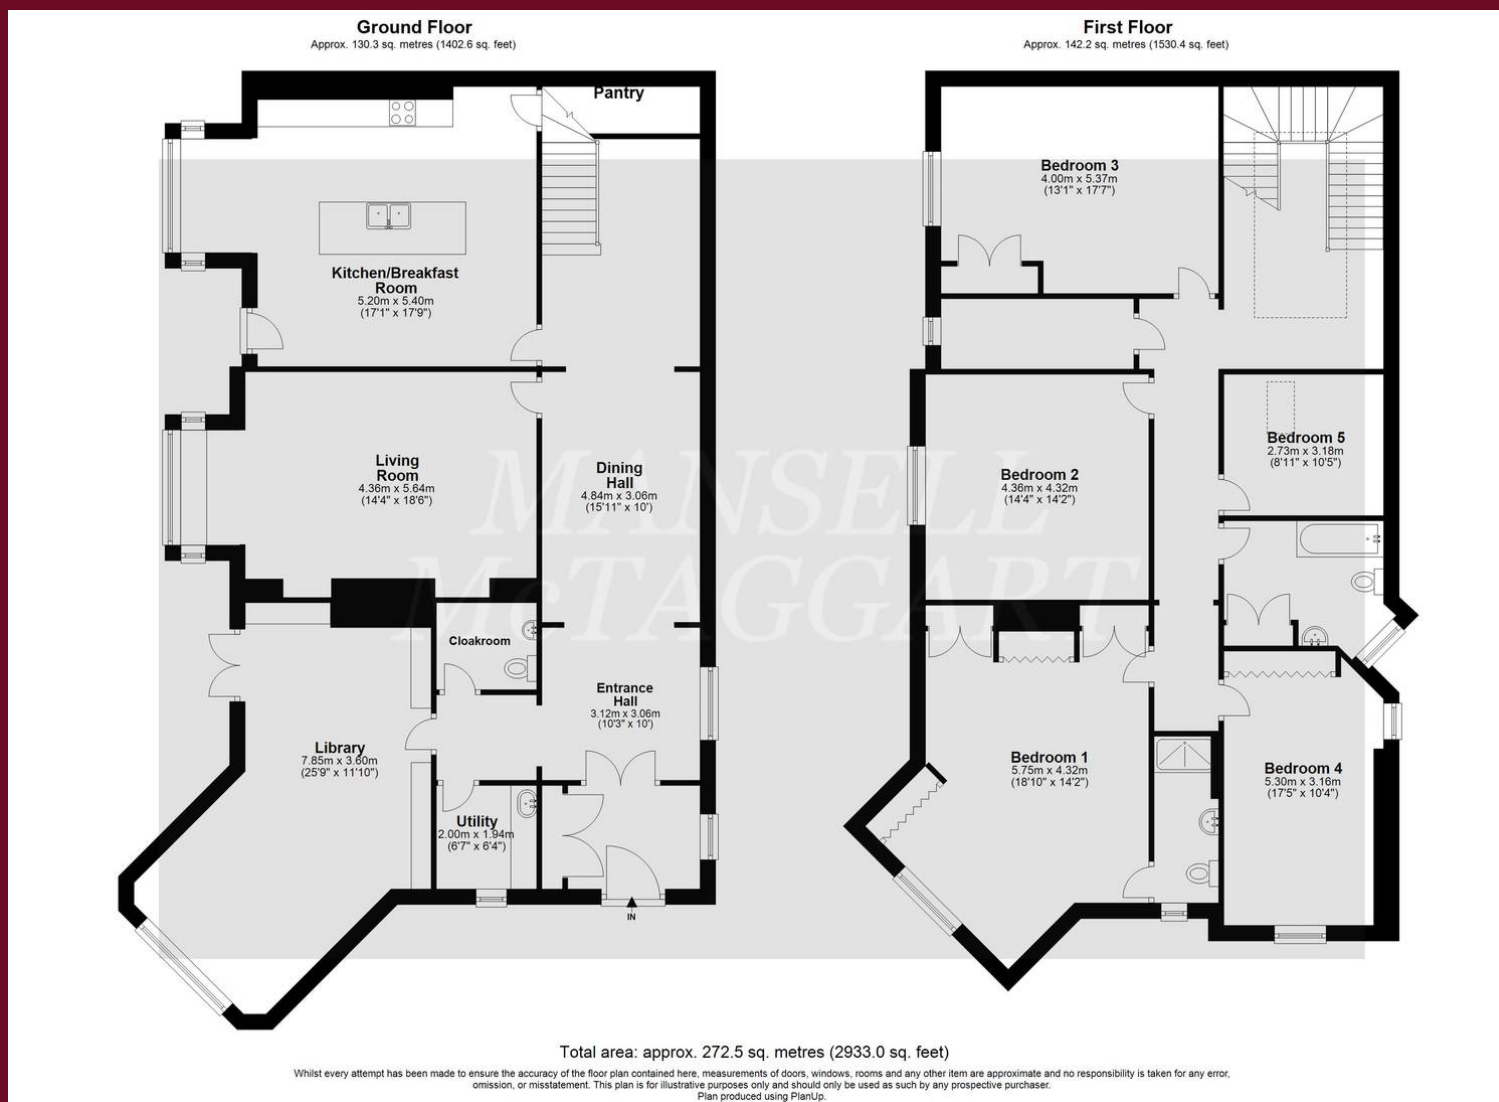 Ground Floor
Approx. 130.3 sq. metres (1402.6 sq. feet)
Pantry
Kitchen/Breakfast
Room
5.20m x 5.40m
(17'1" x 17'9")
Living
Room
4.36m x 5.64m
(14'4" x 18'6")
Dining
Hall
4.84m x 3.06m
(15'11" x 10')
Cloakroom
Entrance
Hall
3.12m x 3.06m
(10'3" x 10')
Library
7.85m x 3.60m
(25'9" x 11'10")
Utility
2.00m x 1.94m
(6'7" x 6'4")
IN
First Floor
Approx. 142.2 sq. metres (1530.4 sq. feet)
Bedroom 3
4.00m x 5.37m
(13'1" x 17'7")
Bedroom 5
2.73m x 3.18m
(8'11" x 10'5")
Bedroom 2
4.36m x 4.32m
(14'4" x 14'2")
Bedroom 1
5.75m x 4.32m
(18'10" x 14'2")
Bedroom 4
5.30m x 3.16m
(17'5" x 10'4")
MANSELL
McTAGGART
Total area: approx. 272.5 sq. metres (2933.0 sq. feet)
Whilst every attempt has been made to ensure the accuracy of the floor plan contained here, measurements of doors, windows, rooms and any other item are approximate and no responsibility is taken for any error,
omission, or misstatement. This plan is for illustrative purposes only and should only be used as such by any prospective purchaser.
Plan produced using PlanUp.